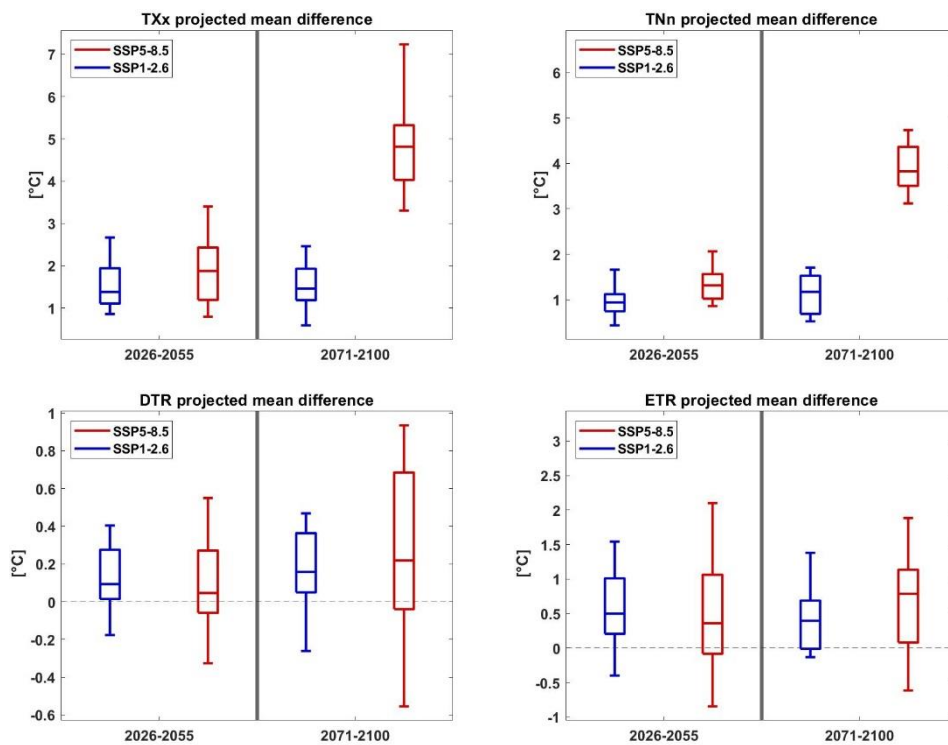 TXx projected mean difference
SSP5-8.5
SSP1-2.6
7
6
5
4
3
2
1
[°C]
2026-2055
2071-2100
TNn projected mean difference
SSP5-8.5
SSP1-2.6
6
5
4
3
2
1
[°C]
2026-2055
2071-2100
DTR projected mean difference
SSP5-8.5
SSP1-2.6
1
0.8
0.6
0.4
0.2
0
-0.2
-0.4
-0.6
[°C]
2026-2055
2071-2100
ETR projected mean difference
SSP5-8.5
SSP1-2.6
3
2.5
2
1.5
1
0.5
0
-0.5
-1
[°C]
2026-2055
2071-2100